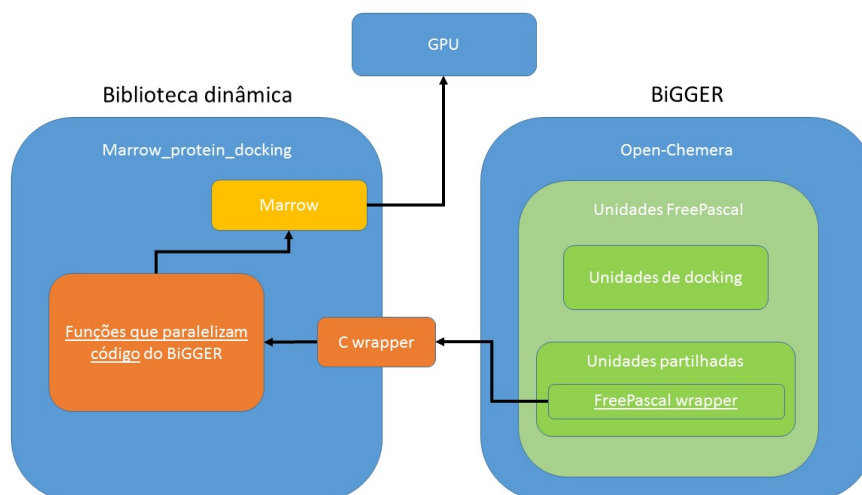 GPU
Biblioteca dinâmica
BiGGER
Marrow_protein_docking
Open-Chemera
Marrow
Unidades FreePascal
Unidades de docking
Funções que paralelizam
código do BiGGER
C wrapper
Unidades partilhadas
FreePascal wrapper